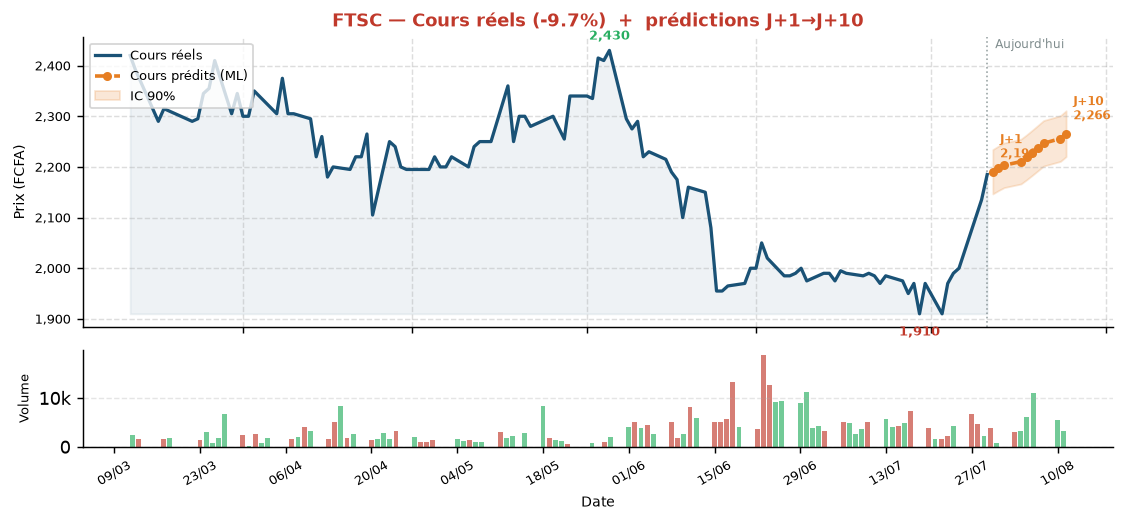 FTSC — Cours réels (-9.7%)  +  prédictions J+1→J+10
2,430
Aujourd'hui
Cours réels
Cours prédits (ML)
IC 90%
J+10
2,266
J+1
Prix (FCFA)
2,400
2,300
2,200
2,100
2,000
1,900
1,910
Volume
10k
0
09/03
23/03
06/04
20/04
04/05
18/05
01/06
15/06
29/06
13/07
27/07
10/08
Date